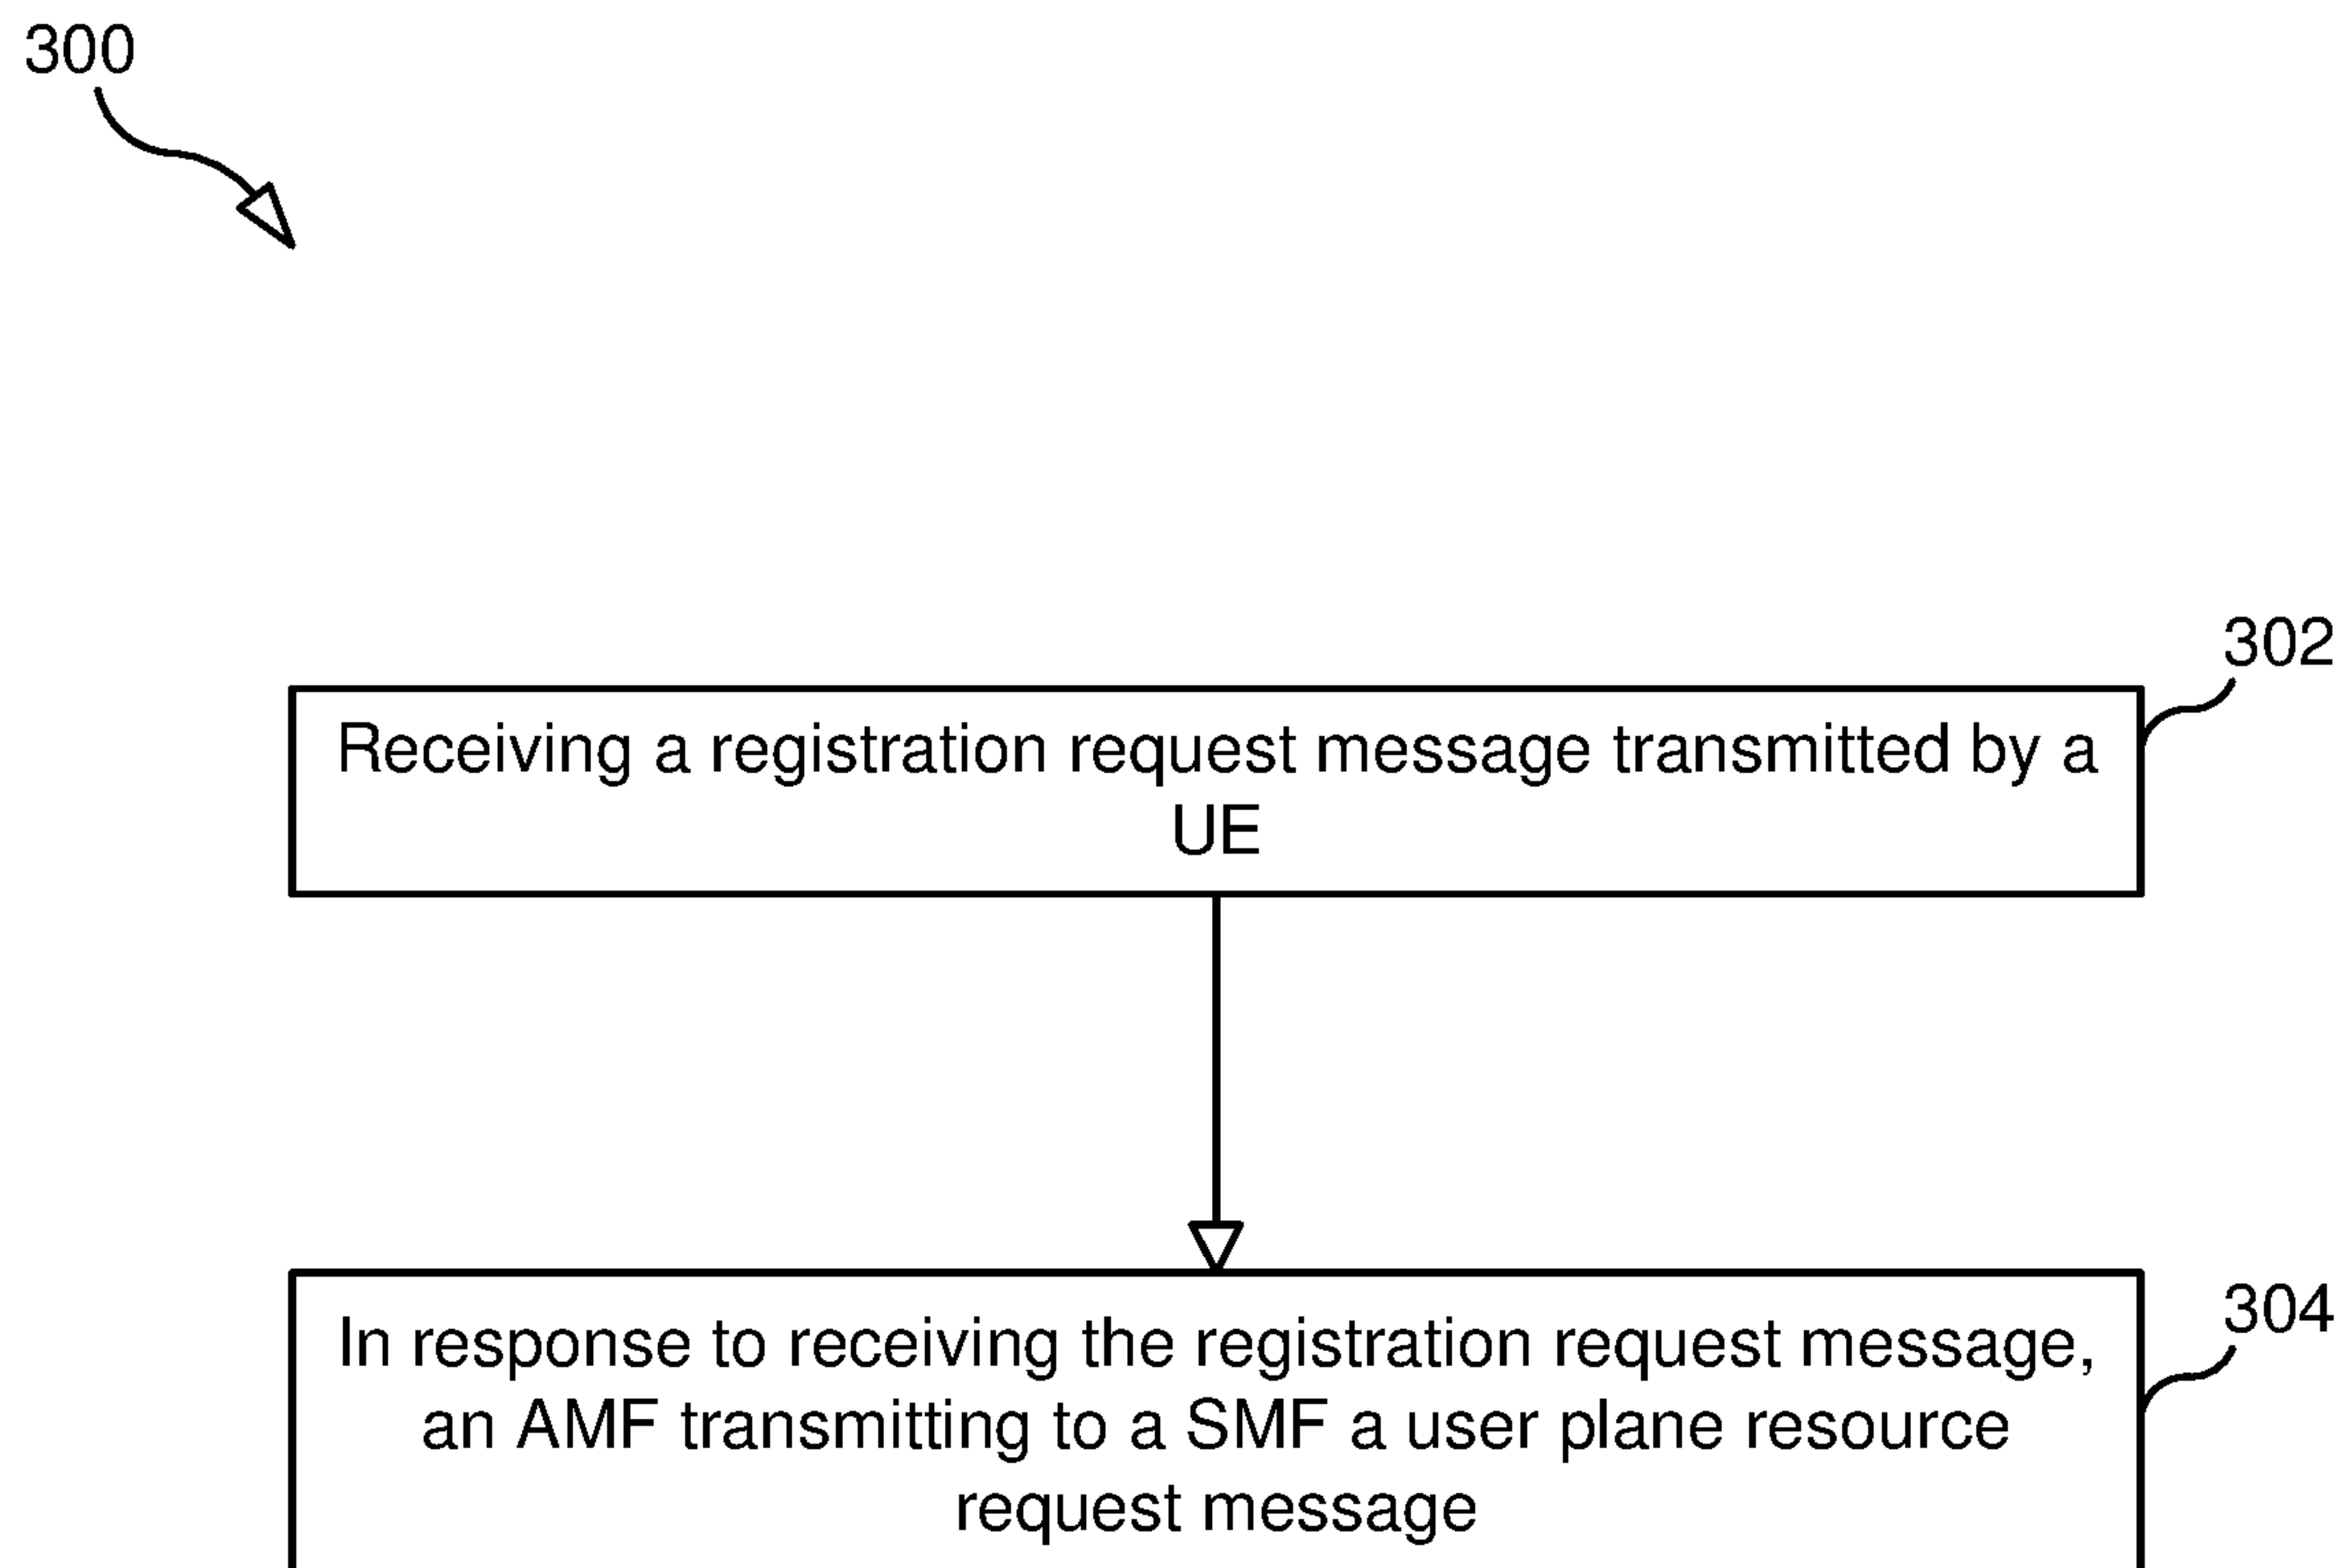 300
302
Receiving a registration request message transmitted by a
UE
304
In response to receiving the registration request message,
an AMF transmitting to a SMF a user plane resource
request message